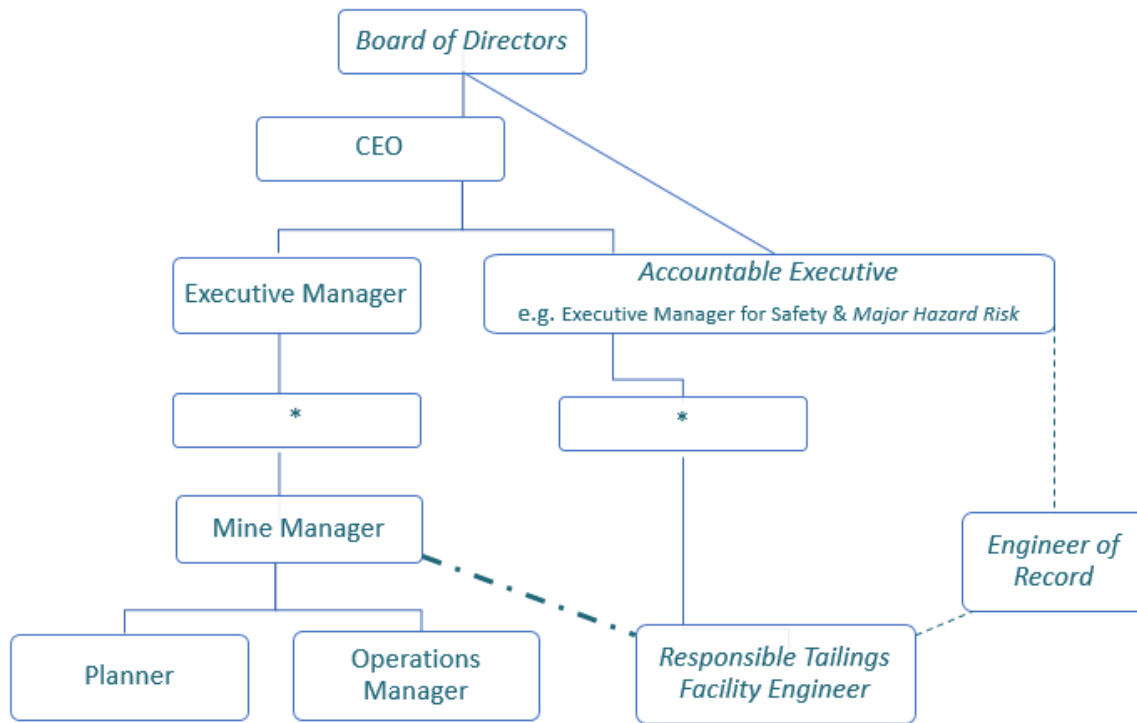 Board of Directors
CEO
Executive Manager
Accountable Executive
e.g. Executive Manager for Safety & Major Hazard Risk
*
*
Mine Manager
Engineer of
Record
Planner
Operations
Manager
Responsible Tailings
Facility Engineer